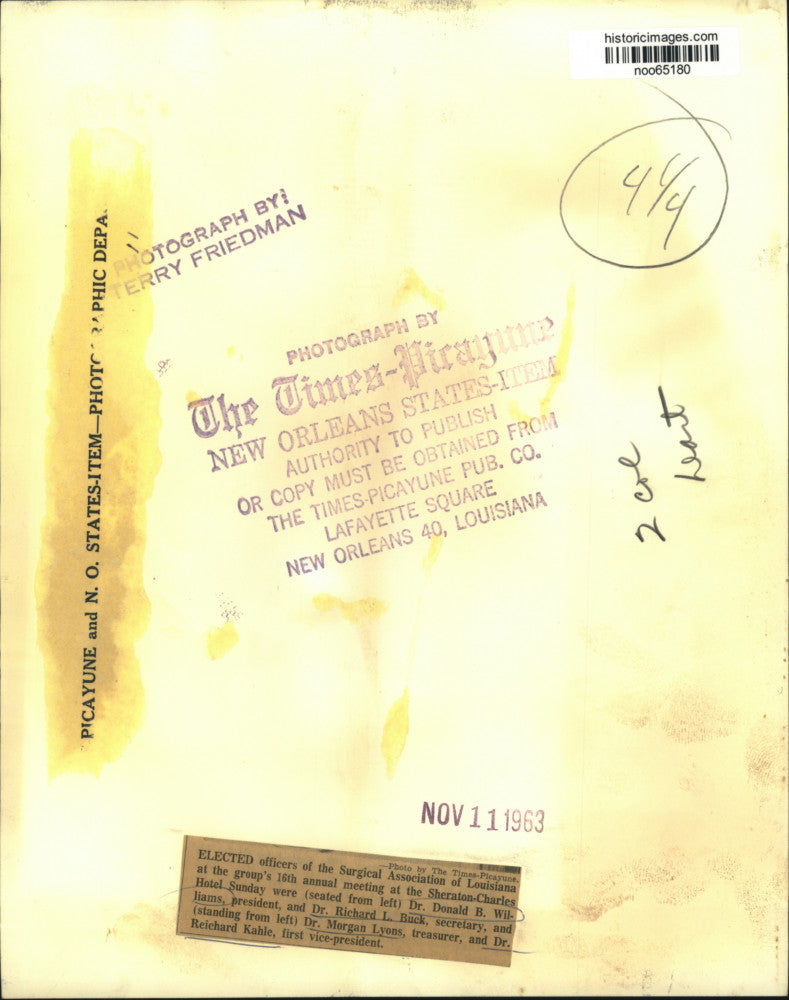 historicimages.com
noo65180
4 1/4
PHOTOGRAPH BY:
TERRY FRIEDMAN
PICAYUNE and N. O. STATES-ITEM—PHOTOGRAPHIC DEPA
PHOTOGRAPH BY
The Times-Picayune
NEW ORLEANS STATES-ITEM
AUTHORITY TO PUBLISH
OR COPY MUST BE OBTAINED FROM
THE TIMES-PICAYUNE PUB. CO.
LAFAYETTE SQUARE
NEW ORLEANS 40, LOUISIANA
2 col
NOV 11 1963
—Photo by The Times-Picayune.
ELECTED officers of the Surgical Association of Louisiana
at the group's 16th annual meeting at the Sheraton-Charles
Hotel Sunday were (seated from left) Dr. Donald B. Wil-
liams, president, and Dr. Richard L. Buck, secretary, and
(standing from left) Dr. Morgan Lyons, treasurer, and Dr.
Reichard Kahle, first vice-president.